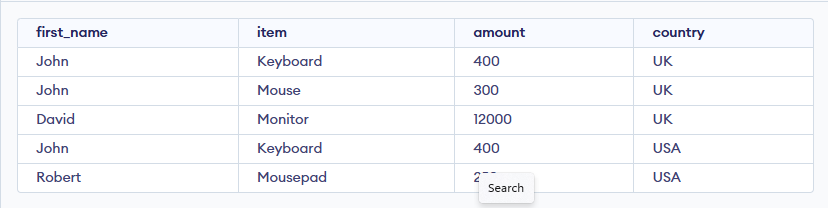 first_name item amount country
John Keyboard 400 UK
John Mouse 300 UK
David Monitor 12000 UK
John Keyboard 400 USA
Robert Mousepad USA
Search